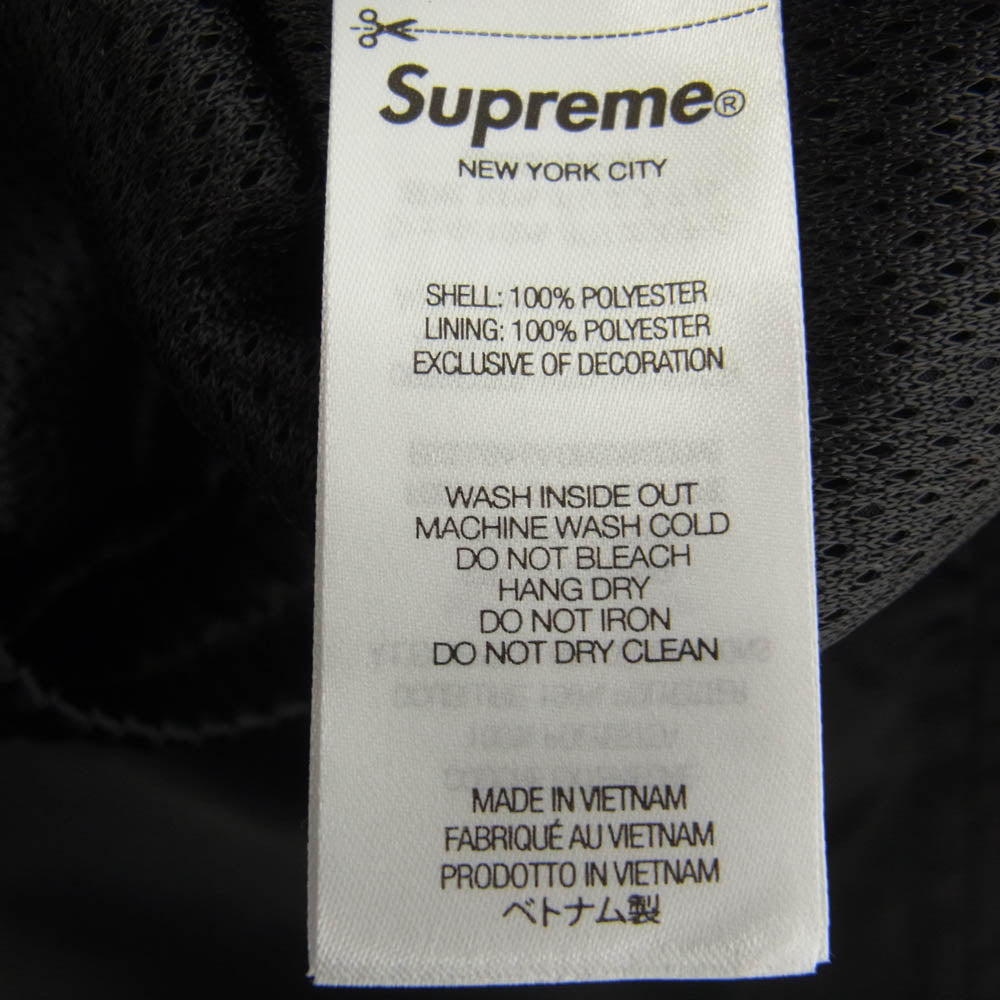 Supreme®
NEW YORK CITY
SHELL: 100% POLYESTER
LINING: 100% POLYESTER
EXCLUSIVE OF DECORATION
WASH INSIDE OUT
MACHINE WASH COLD
DO NOT BLEACH
HANG DRY
DO NOT IRON
DO NOT DRY CLEAN
MADE IN VIETNAM
FABRIQUÉ AU VIETNAM
PRODOTTO IN VIETNAM
ベトナム製